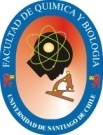 FACULTAD DE QUIMICA Y BIOLOGIA
UNIVERSIDAD DE SANTIAGO DE CHILE